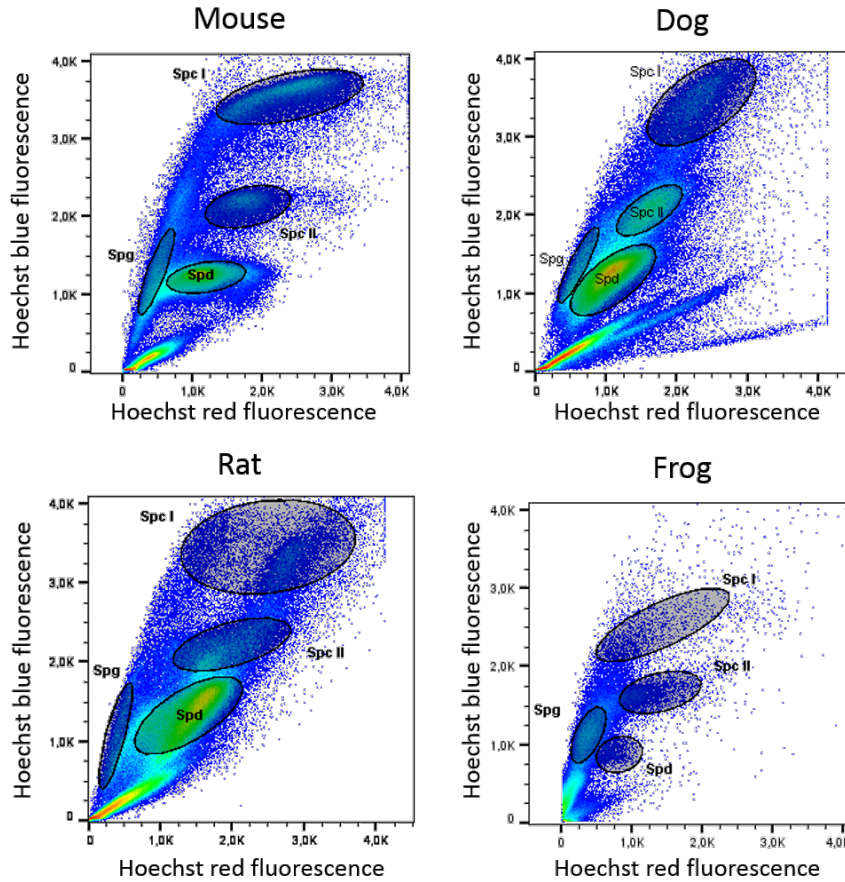 Mouse
Hoechst blue fluorescence
4,0K
3,0K
2,0K
1,0K
0
Spc I
Spc II
Spg
Spd
0 1,0K 2,0K 3,0K 4,0K
Hoechst red fluorescence
Dog
Hoechst blue fluorescence
4,0K
3,0K
2,0K
1,0K
0
Spc I
Spc II
Spg
Spd
0 1,0K 2,0K 3,0K 4,0K
Hoechst red fluorescence
Rat
Hoechst blue fluorescence
4,0K
3,0K
2,0K
1,0K
0
Spc I
Spc II
Spg
Spd
0 1,0K 2,0K 3,0K 4,0K
Hoechst red fluorescence
Frog
Hoechst blue fluorescence
4,0K
3,0K
2,0K
1,0K
0
Spc I
Spc II
Spg
Spd
0 1,0K 2,0K 3,0K 4,0K
Hoechst red fluorescence